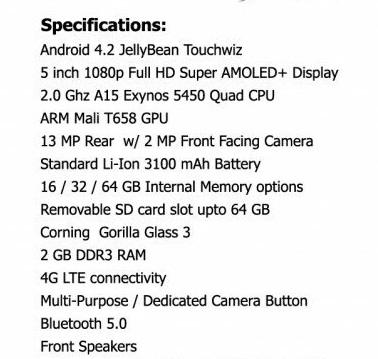 Specifications:
Android 4.2 JellyBean Touchwiz
5 inch 1080p Full HD Super AMOLED+ Display
2.0 Ghz A15 Exynos 5450 Quad CPU
ARM Mali T658 GPU
13 MP Rear w/ 2 MP Front Facing Camera
Standard Li-Ion 3100 mAh Battery
16 / 32 / 64 GB Internal Memory options
Removable SD card slot upto 64 GB
Corning Gorilla Glass 3
2 GB DDR3 RAM
4G LTE connectivity
Multi-Purpose / Dedicated Camera Button
Bluetooth 5.0
Front Speakers